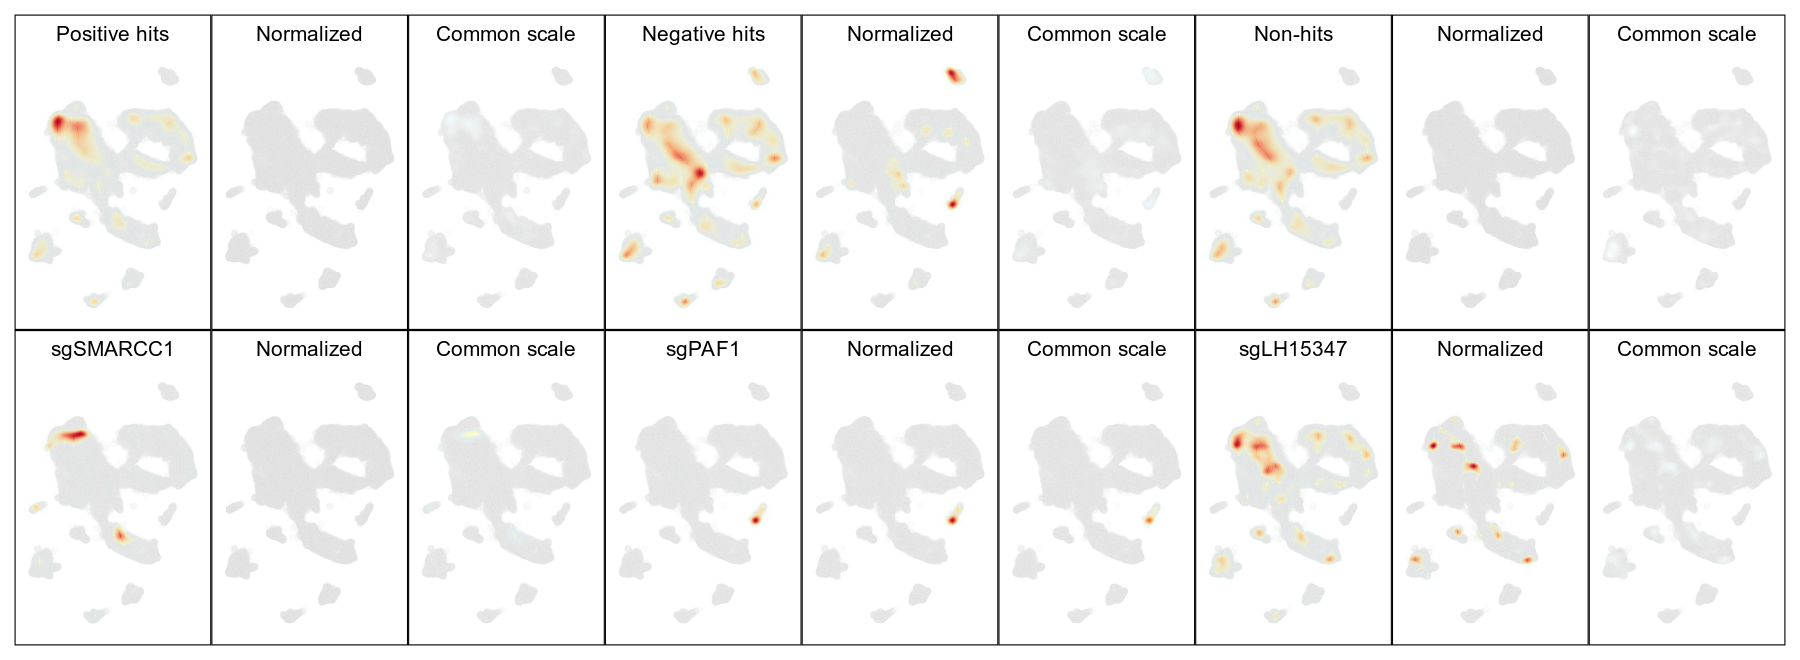 Positive hits
Normalized
Common scale
Negative hits
Normalized
Common scale
Non-hits
Normalized
Common scale
sgSMARCC1
Normalized
Common scale
sgPAF1
Normalized
Common scale
sgLH15347
Normalized
Common scale